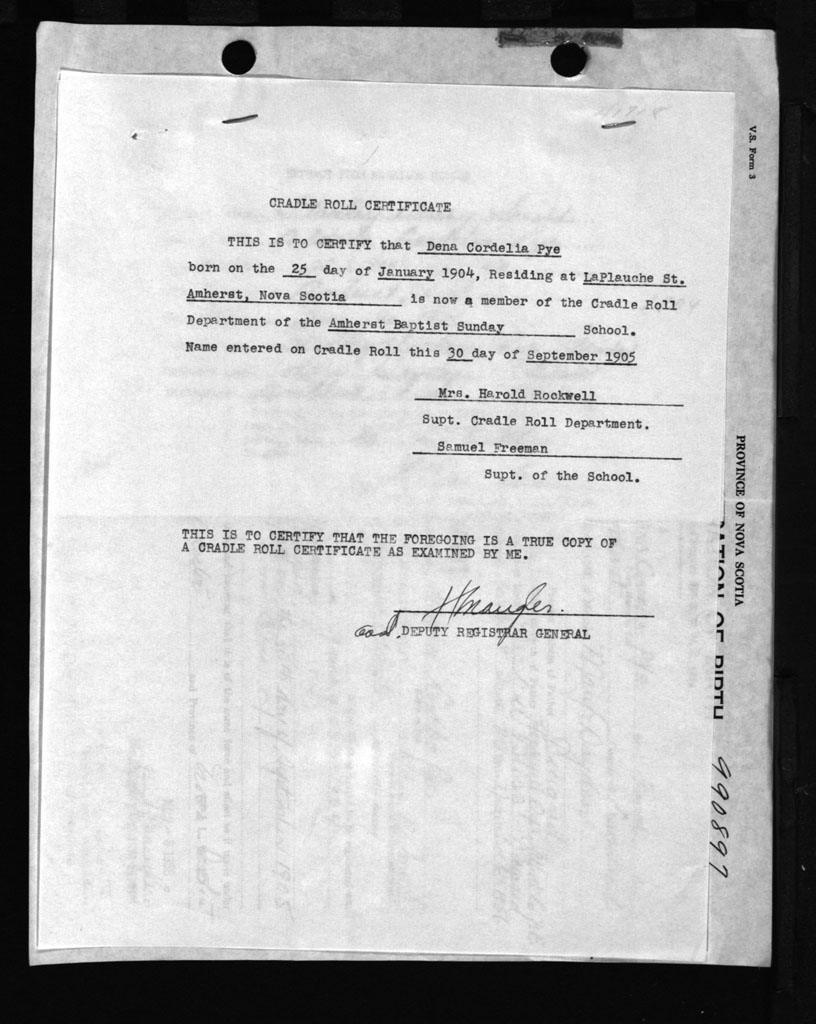 CRADLE ROLL CERTIFICATE
THIS IS TO CERTIFY that Dena Cordelia Pye
born on the 25 day of January 1904, Residing at LaPlauche St.
Amherst, Nova Scotia is now a member of the Cradle Roll
Department of the Amherst Baptist Sunday School.
Name entered on Cradle Roll this 30 day of September 1905
Mrs. Harold Rockwell
Supt. Cradle Roll Department.
Samuel Freeman
Supt. of the School.
THIS IS TO CERTIFY THAT THE FOREGOING IS A TRUE COPY OF
A CRADLE ROLL CERTIFICATE AS EXAMINED BY ME.
DEPUTY REGISTRAR GENERAL
V.S. Form 3
PROVINCE OF NOVA SCOTIA
OF BIRTH
990897